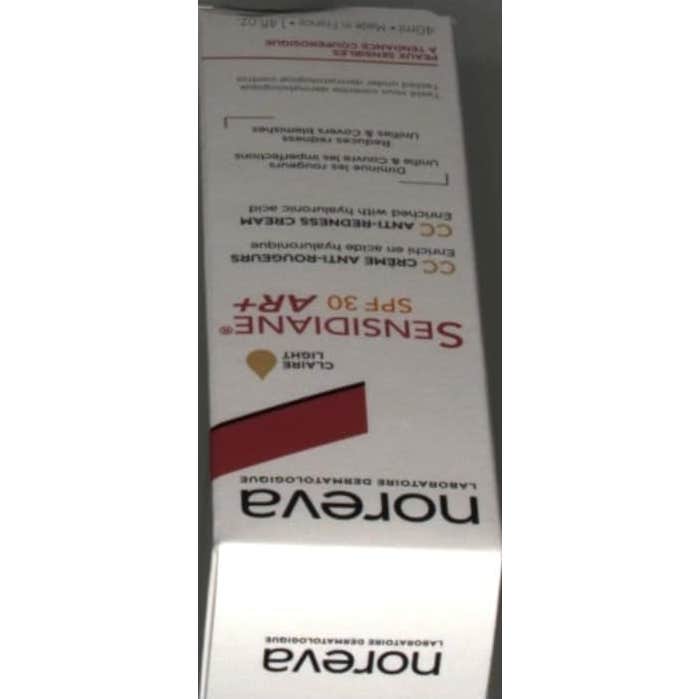 noreva
LABORATOIRE DERMATOLOGIQUE
noreva
LABORATOIRE DERMATOLOGIQUE
CLAIRE
LIGHT
SENSIDIANE®
SPF 30 AR+
CC CRÈME ANTI-ROUGEURS
Enrichi en acide hyaluronique
CC ANTI-REDNESS CREAM
Enriched with hyaluronic acid
Diminue les rougeurs
Unifie & Couvre les imperfections
Reduces redness
Unifies & Covers blemishes
Testé sous contrôle dermatologique
Tested under dermatological control
PEAUX SENSIBLES
À TENDANCE COUPEROSIQUE
40ml • Made in France • 1.4fl.oz.